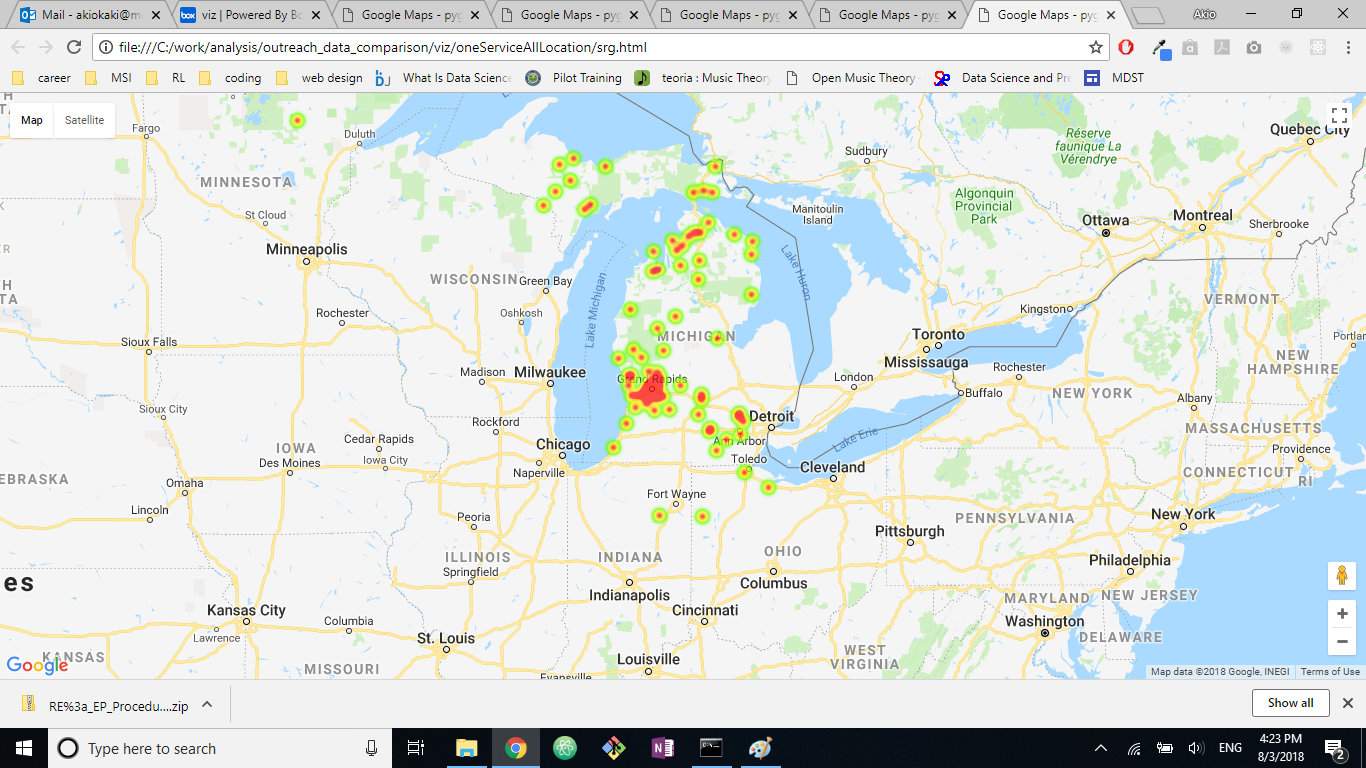 Mail - akiokaki@m
viz | Powered By Bo
Google Maps - pyg
Google Maps - pyg
Google Maps - pyg
Google Maps - pyg
Google Maps - pyg
Akio
file:///C:/work/analysis/outreach_data_comparison/viz/oneServiceAllLocation/srg.html
career
MSI
RL
coding
web design
What Is Data Science
Pilot Training
teoria : Music Theory
Open Music Theory
Data Science and Pr
MDST
Map
Satellite
Fargo
Duluth
MINNESOTA
St Cloud
Minneapolis
WISCONSIN
Green Bay
Oshkosh
Rochester
Sioux Falls
Madison
Milwaukee
Sioux City
Rockford
IOWA
Cedar Rapids
Chicago
Des Moines
Iowa City
Naperville
Omaha
EBRASKA
Lincoln
Peoria
ILLINOIS
Springfield
INDIANA
Indianapolis
es
Kansas City
Lawrence
Columbia
St. Louis
KANSAS
MISSOURI
Evansville
Louisville
Lake Michigan
MICHIGAN
Grand Rapids
Lake Huron
Detroit
Ann Arbor
Toledo
Lake Erie
Cleveland
Fort Wayne
OHIO
Columbus
Cincinnati
WEST
VIRGINIA
Pittsburgh
PENNSYLVANIA
Sudbury
Manitoulin
Island
Réserve
faunique La
Vérendrye
Quebec City
Algonquin
Provincial
Park
Ottawa
Montreal
Sherbrooke
Kingston
VERMONT
Toronto
Mississauga
London
Rochester
Buffalo
NEW YORK
Portlan
NEW
HAMPSHIRE
Albany
MASSACHUSETTS
Providence
CONNECTICUT
RI
New York
Philadelphia
MARYLAND
NEW JERSEY
Washington
DELAWARE
Google
Map data ©2018 Google, INEGI
Terms of Use
RE%3a_EP_Procedu....zip
Show all
Type here to search
ENG
4:23 PM
8/3/2018
2